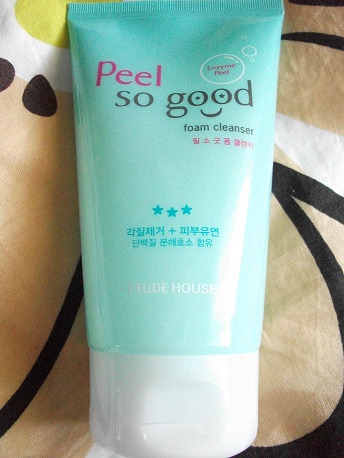 Peel
Enzyme
Peel
so good
foam cleanser
필 소 굿 폼 클렌저
각질제거 + 피부유연
단백질 분해효소 함유
ETUDE HOUSE